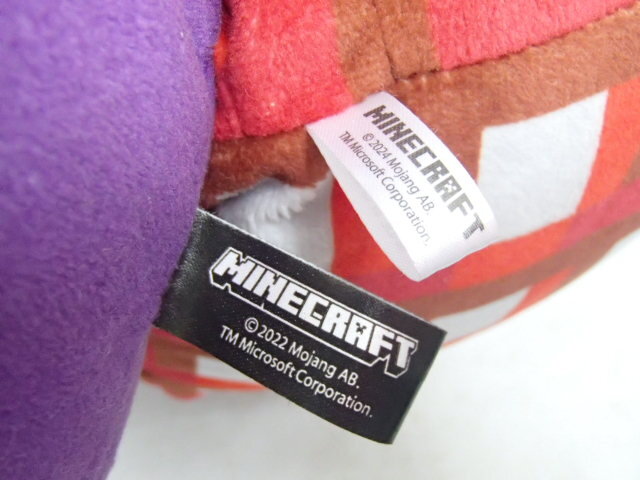 MINECRAFT
©2024 Mojang AB.
TM Microsoft Corporation.
MINECRAFT
©2022 Mojang AB.
TM Microsoft Corporation.